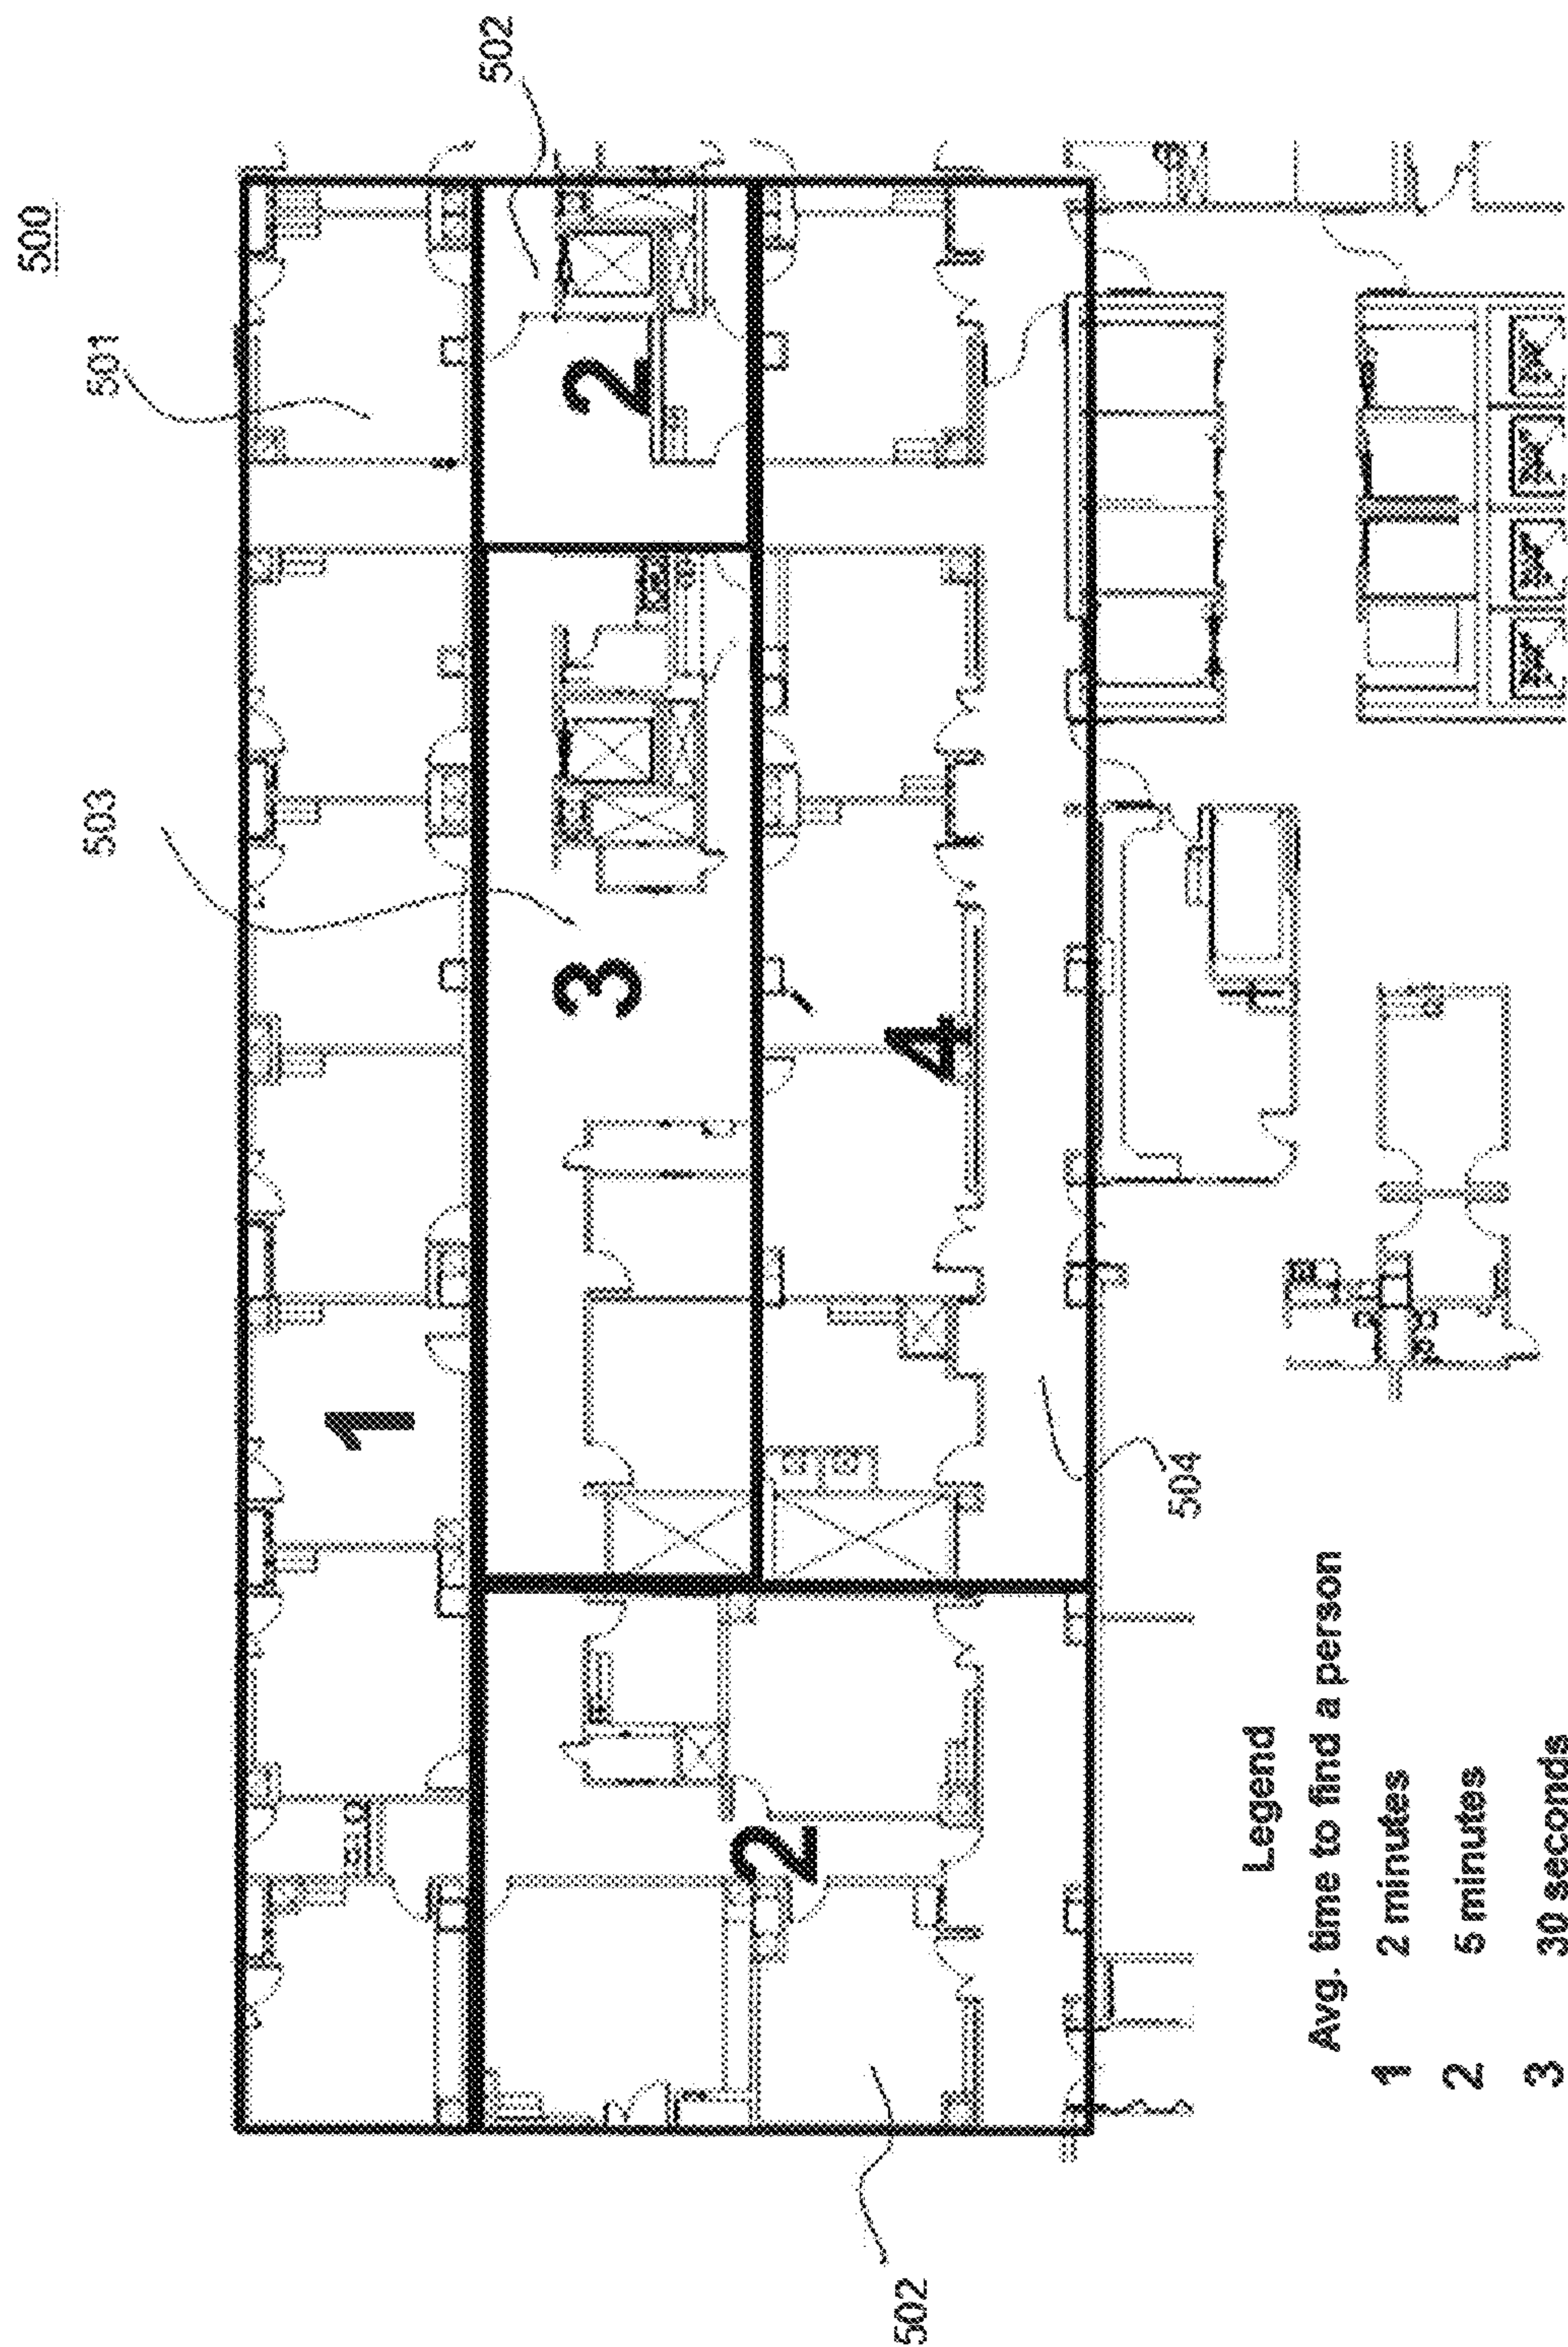 500
503
501
502
1
3
2
2
4
502
504
Legend
Avg. time to find a person
1 2 minutes
2 5 minutes
3 30 seconds